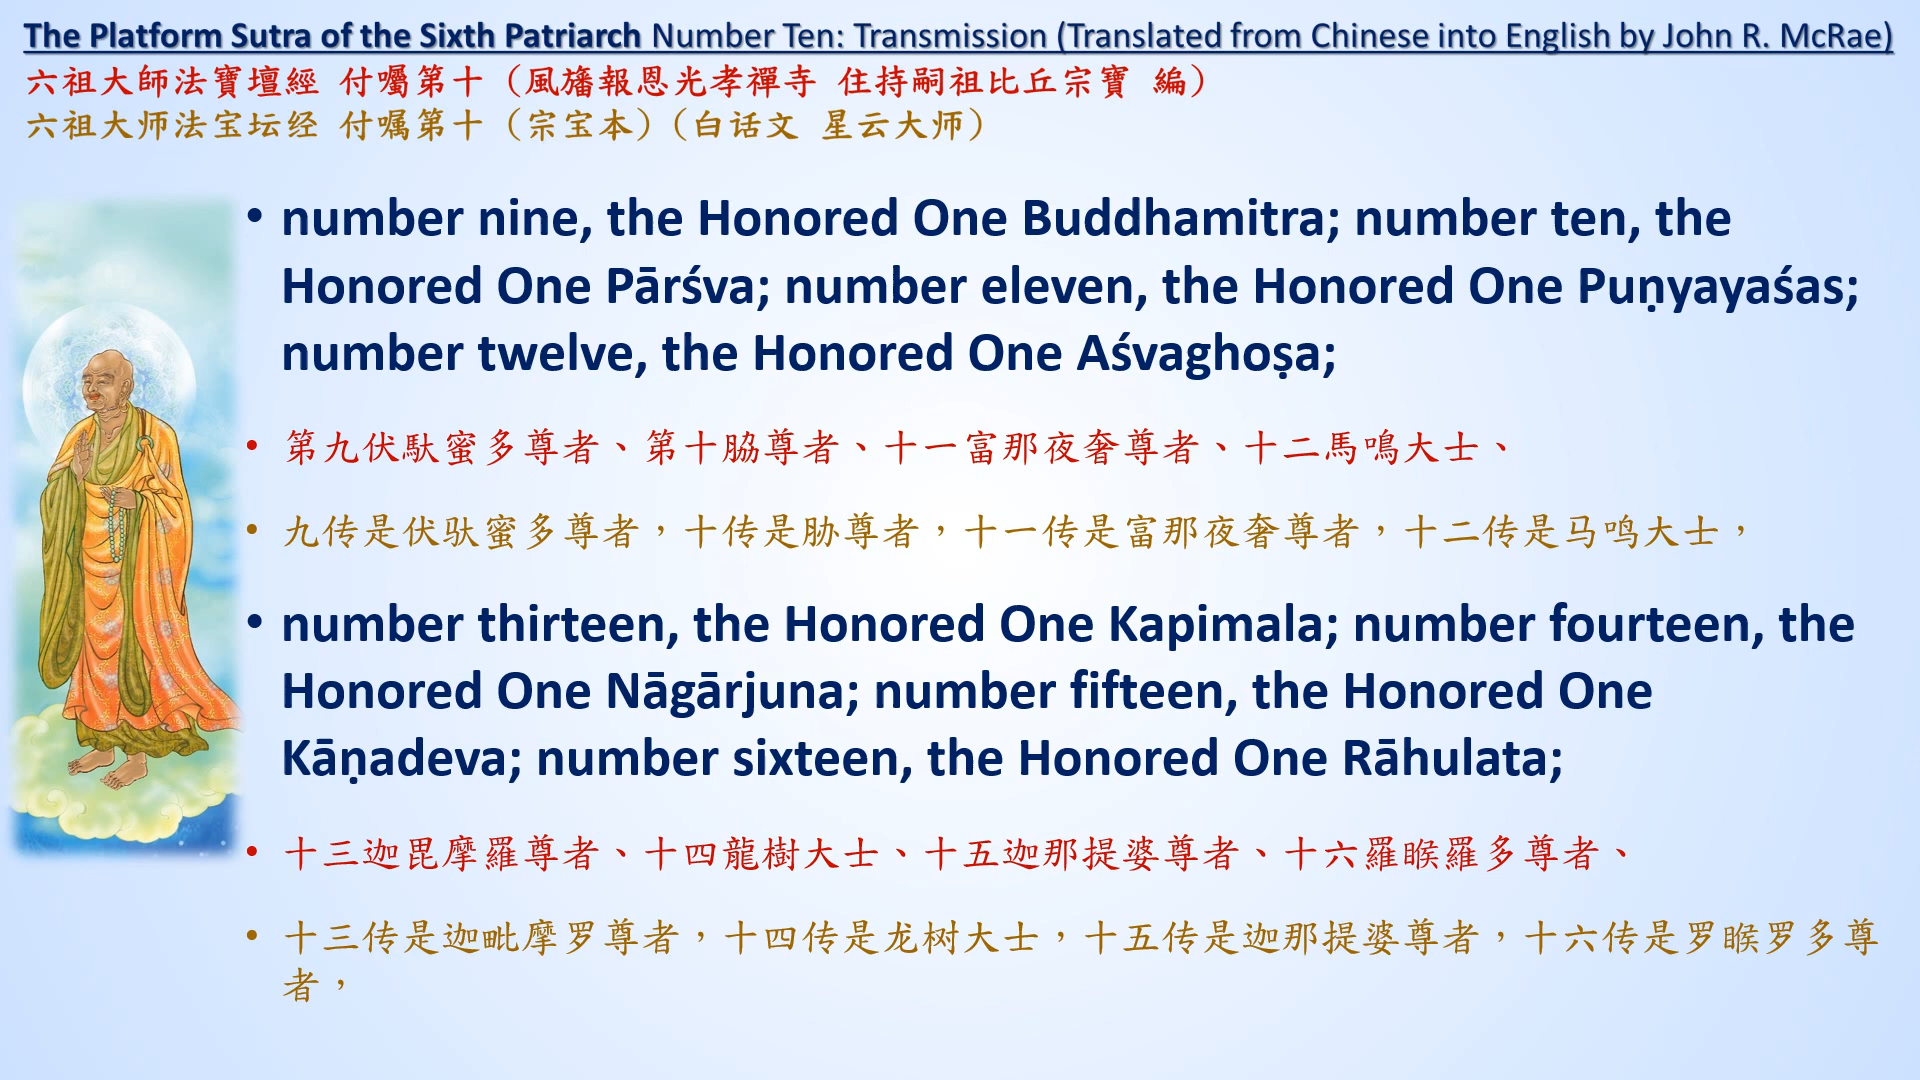 The Platform Sutra of the Sixth Patriarch Number Ten: Transmission (Translated from Chinese into English by John R. McRae)
六祖大師法寶壇經 付囑第十（風旛報恩光孝禪寺 住持嗣祖比丘宗寶 編）
六祖大师法宝坛经 付嘱第十（宗宝本）（白话文 星云大师）
• number nine, the Honored One Buddhamitra; number ten, the
Honored One Pārśva; number eleven, the Honored One Puṇyayaśas;
number twelve, the Honored One Aśvaghoṣa;
• 第九伏馱蜜多尊者、第十脇尊者、十一富那夜奢尊者、十二馬鳴大士、
• 九传是伏驮蜜多尊者，十传是胁尊者，十一传是富那夜奢尊者，十二传是马鸣大士，
• number thirteen, the Honored One Kapimala; number fourteen, the
Honored One Nāgārjuna; number fifteen, the Honored One
Kāṇadeva; number sixteen, the Honored One Rāhulata;
• 十三迦毘摩羅尊者、十四龍樹大士、十五迦那提婆尊者、十六羅睺羅多尊者、
• 十三传是迦毗摩罗尊者，十四传是龙树大士，十五传是迦那提婆尊者，十六传是罗睺罗多尊
者，